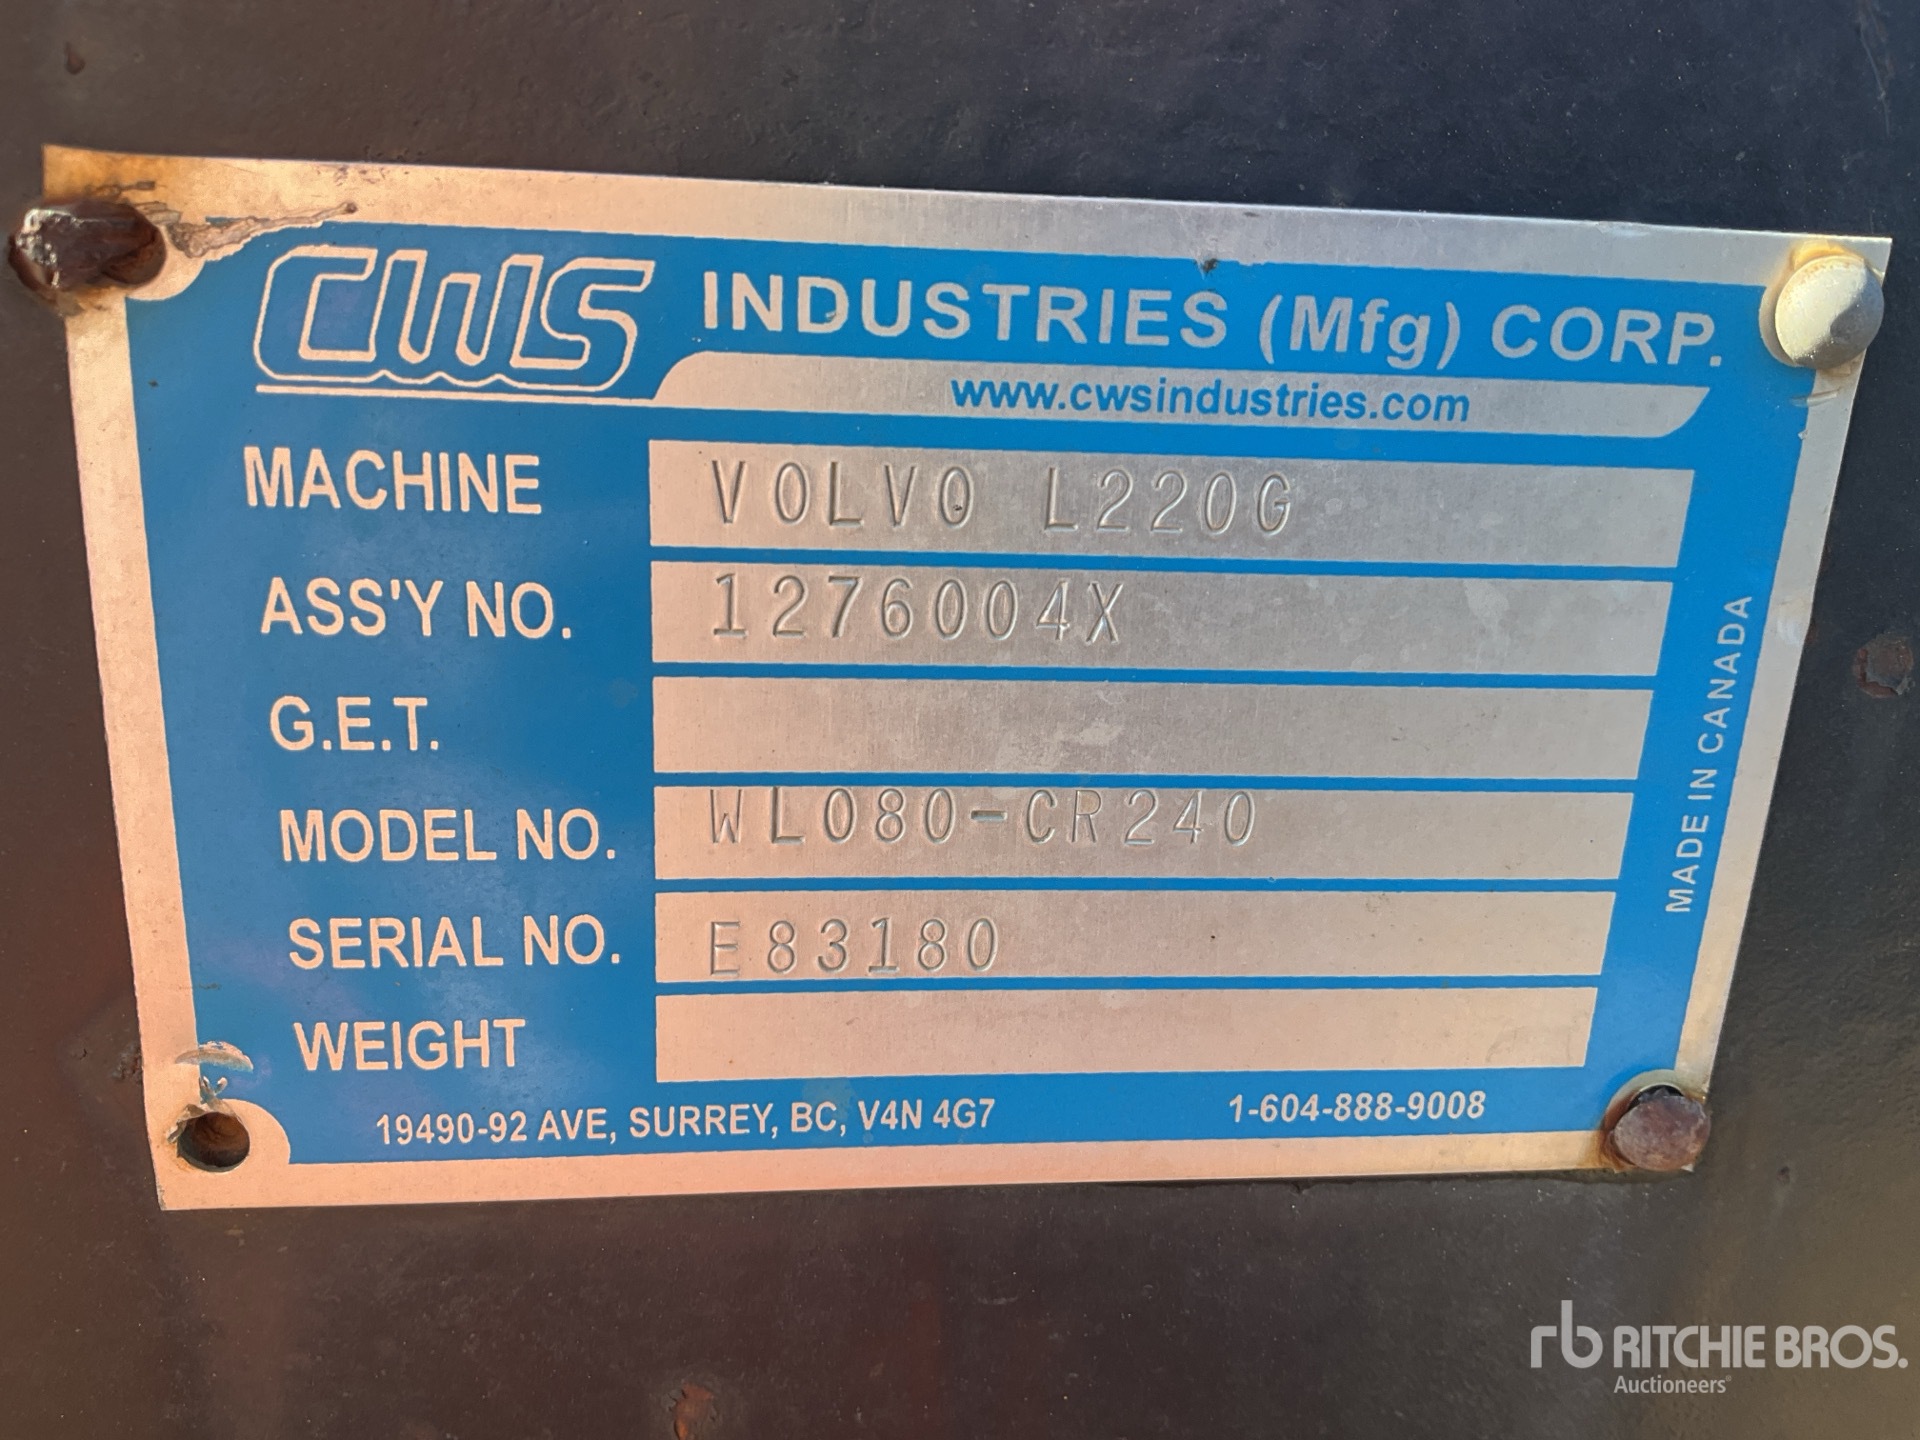 CWS INDUSTRIES (Mfg) CORP.
www.cwsindustries.com
MACHINE VOLVO L220G
ASS'Y NO. 1276004X
G.E.T.
MODEL NO. WL080-CR240
SERIAL NO. E83180
WEIGHT
MADE IN CANADA
19490-92 AVE, SURREY, BC, V4N 4G7 1-604-888-9008
rb RITCHIE BROS.
Auctioneers